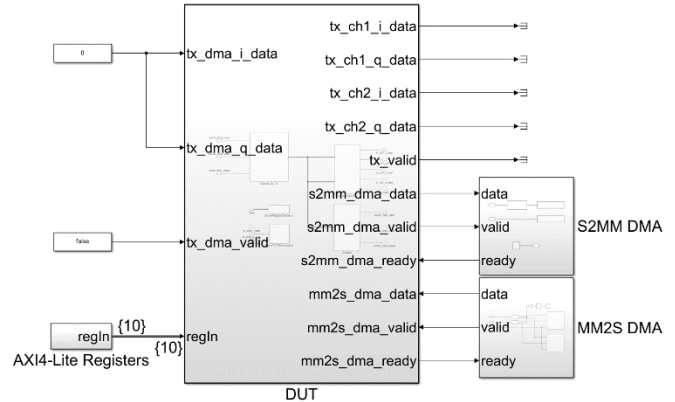 0
tx_dma_i_data
tx_dma_q_data
false
tx_dma_valid
regIn
{10}
{10}
regIn
AXI4-Lite Registers
tx_ch1_i_data
tx_ch1_q_data
tx_ch2_i_data
tx_ch2_q_data
tx_valid
s2mm_dma_data
s2mm_dma_valid
s2mm_dma_ready
mm2s_dma_data
mm2s_dma_valid
mm2s_dma_ready
DUT
data
valid
ready
S2MM DMA
data
valid
ready
MM2S DMA